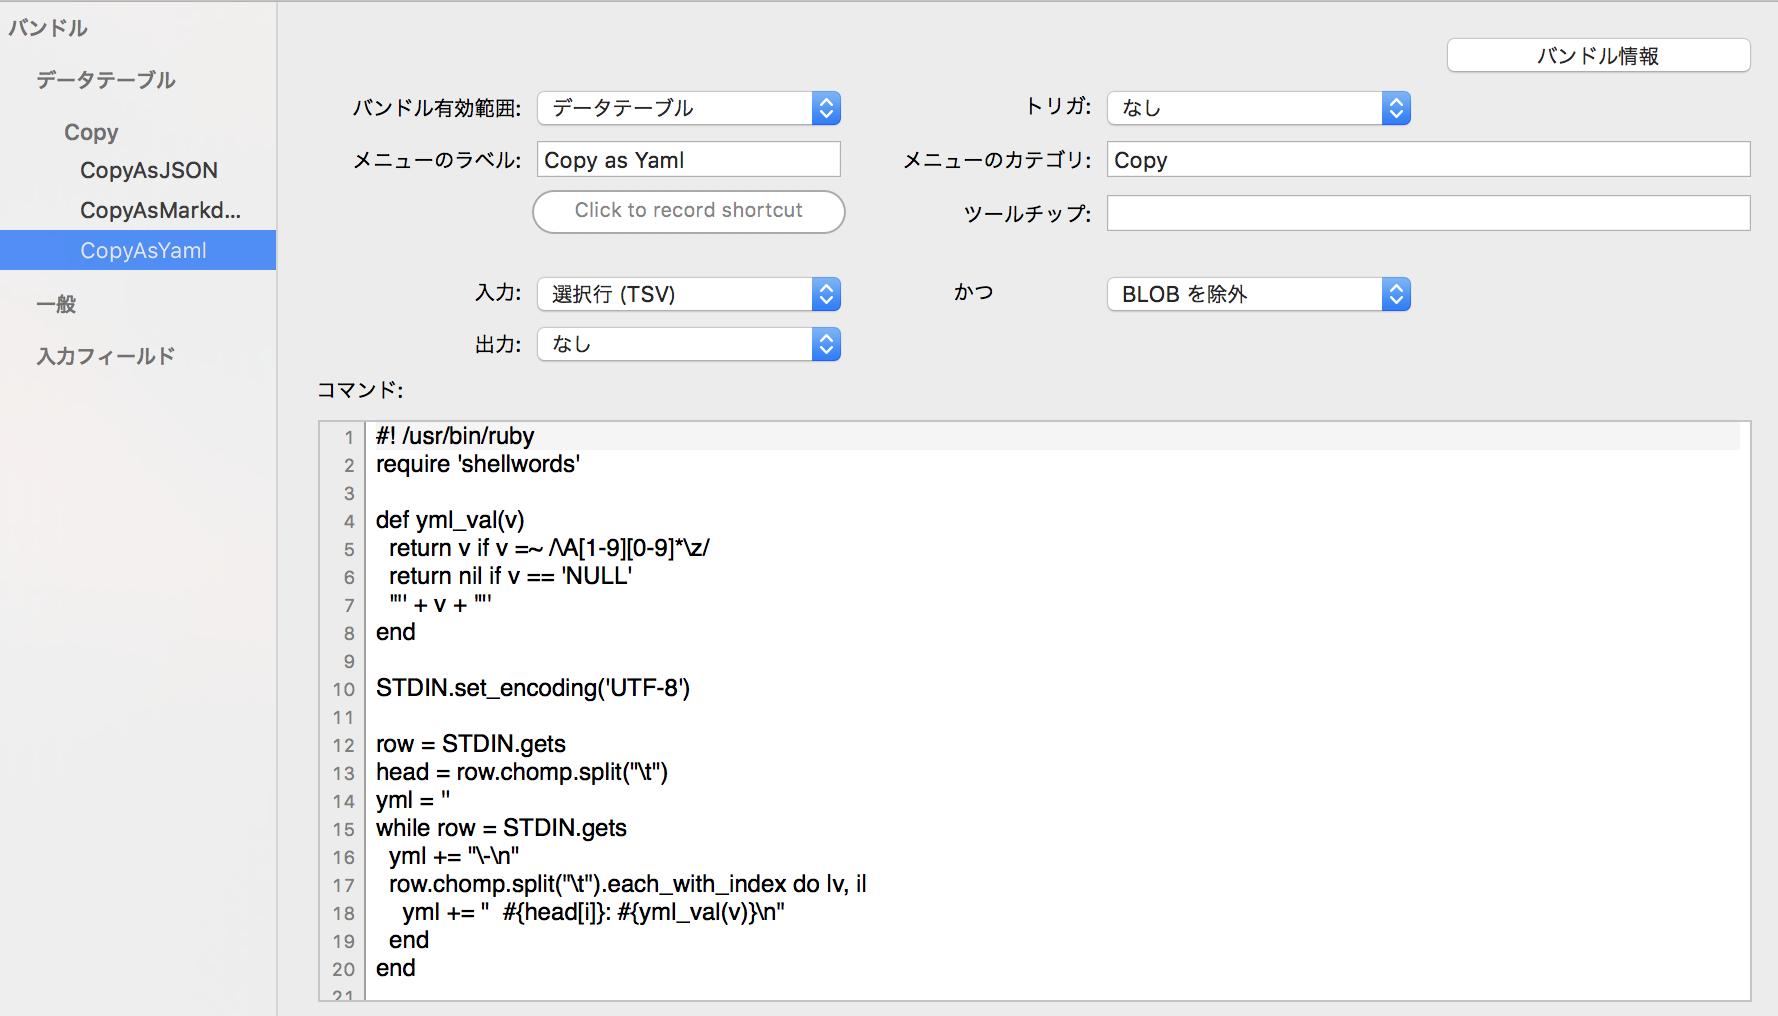 バンドル
データテーブル
Copy
CopyAsJSON
CopyAsMarkd...
CopyAsYaml
一般
入力フィールド
バンドル情報
バンドル有効範囲: データテーブル
トリガ: なし
メニューのラベル: Copy as Yaml
メニューのカテゴリ: Copy
Click to record shortcut
ツールチップ:
入力: 選択行 (TSV)
かつ BLOB を除外
出力: なし
コマンド:
1 #! /usr/bin/ruby
2 require 'shellwords'
3
4 def yml_val(v)
5   return v if v =~ /\A[1-9][0-9]*\z/
6   return nil if v == 'NULL'
7   '"' + v + '"'
8 end
9
10 STDIN.set_encoding('UTF-8')
11
12 row = STDIN.gets
13 head = row.chomp.split("\t")
14 yml = ''
15 while row = STDIN.gets
16   yml += "\-\n"
17   row.chomp.split("\t").each_with_index do |v, i|
18     yml += "  #{head[i]}: #{yml_val(v)}\n"
19   end
20 end
21